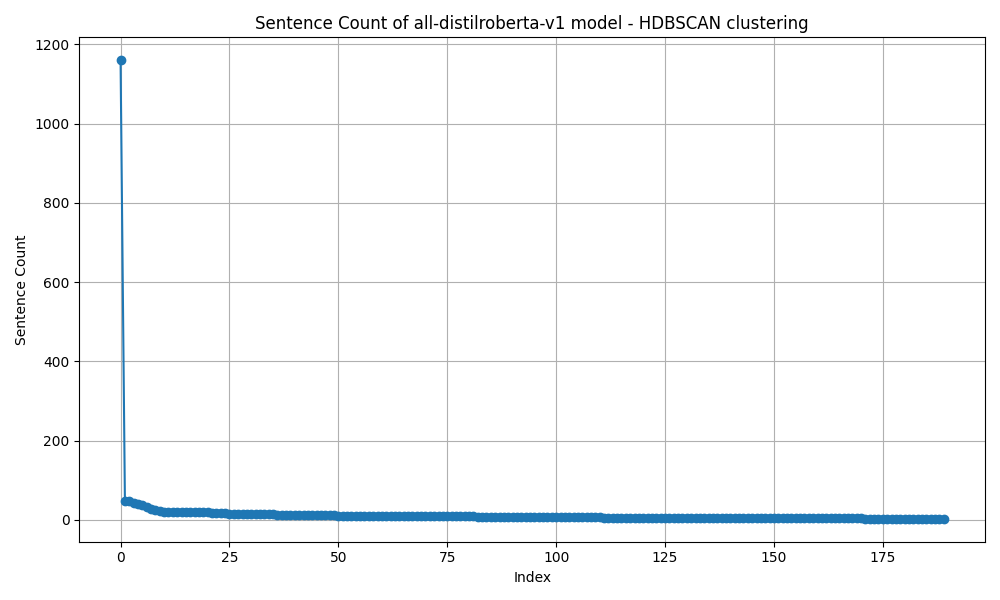 Sentence Count of all-distilroberta-v1 model - HDBSCAN clustering
1200
1000
800
600
400
200
0
Sentence Count
0 25 50 75 100 125 150 175
Index